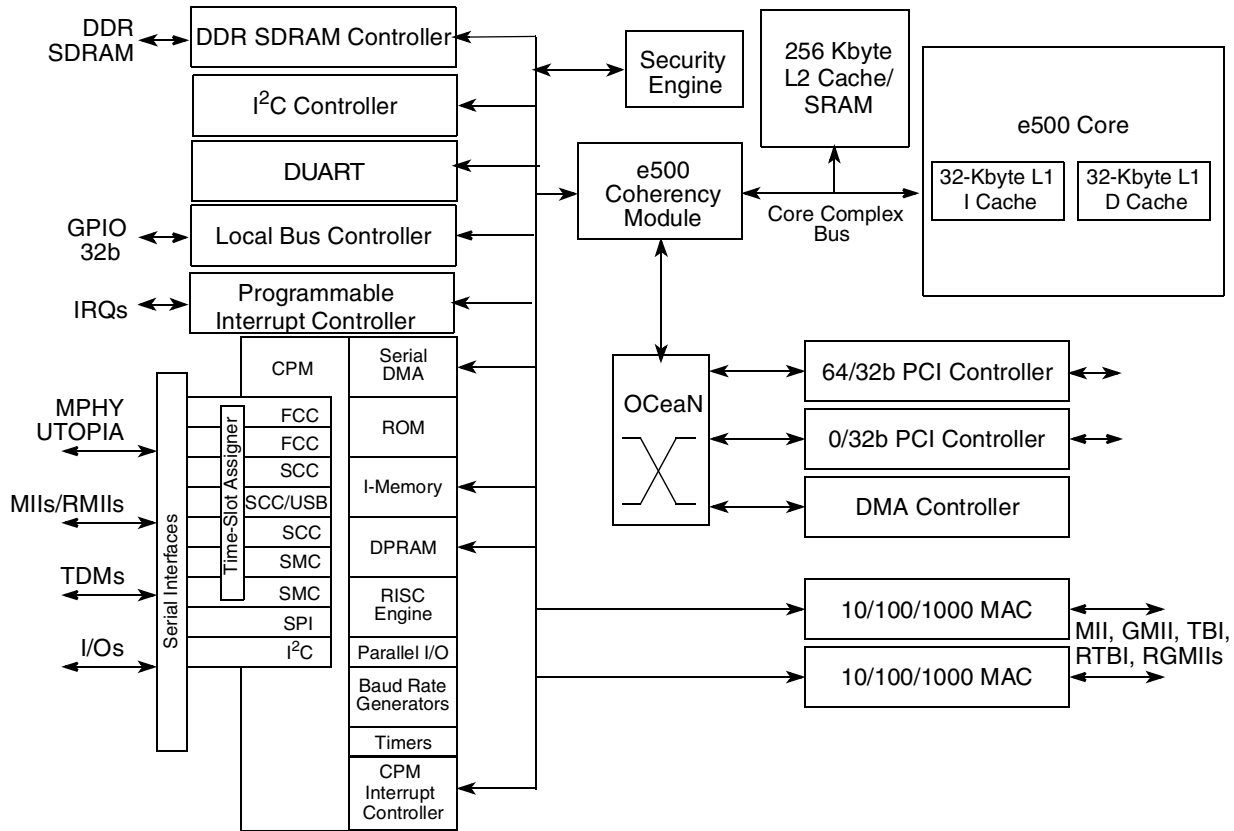 DDR
SDRAM
DDR SDRAM Controller
Security
Engine
256 Kbyte
L2 Cache/
SRAM
e500 Core
32-Kbyte L1
I Cache
32-Kbyte L1
D Cache
I²C Controller
DUART
e500
Coherency
Module
Core Complex
Bus
GPIO
32b
Local Bus Controller
IRQs
Programmable
Interrupt Controller
CPM
Serial
DMA
ROM
I-Memory
DPRAM
RISC
Engine
Parallel I/O
Baud Rate
Generators
Timers
CPM
Interrupt
Controller
MPHY
UTOPIA
MIIs/RMIIs
TDMs
I/Os
Serial Interfaces
Time-Slot Assigner
FCC
FCC
SCC
SCC/USB
SCC
SMC
SMC
SPI
I²C
OCeaN
64/32b PCI Controller
0/32b PCI Controller
DMA Controller
10/100/1000 MAC
10/100/1000 MAC
MII, GMII, TBI,
RTBI, RGMIIs